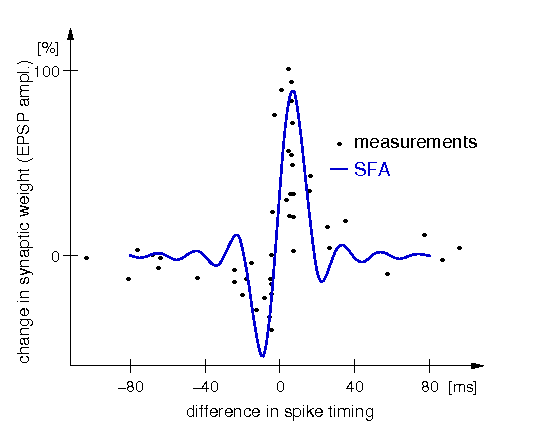 [%]
100
0
change in synaptic weight (EPSP ampl.)
measurements
SFA
−80 −40 0 40 80 [ms]
difference in spike timing